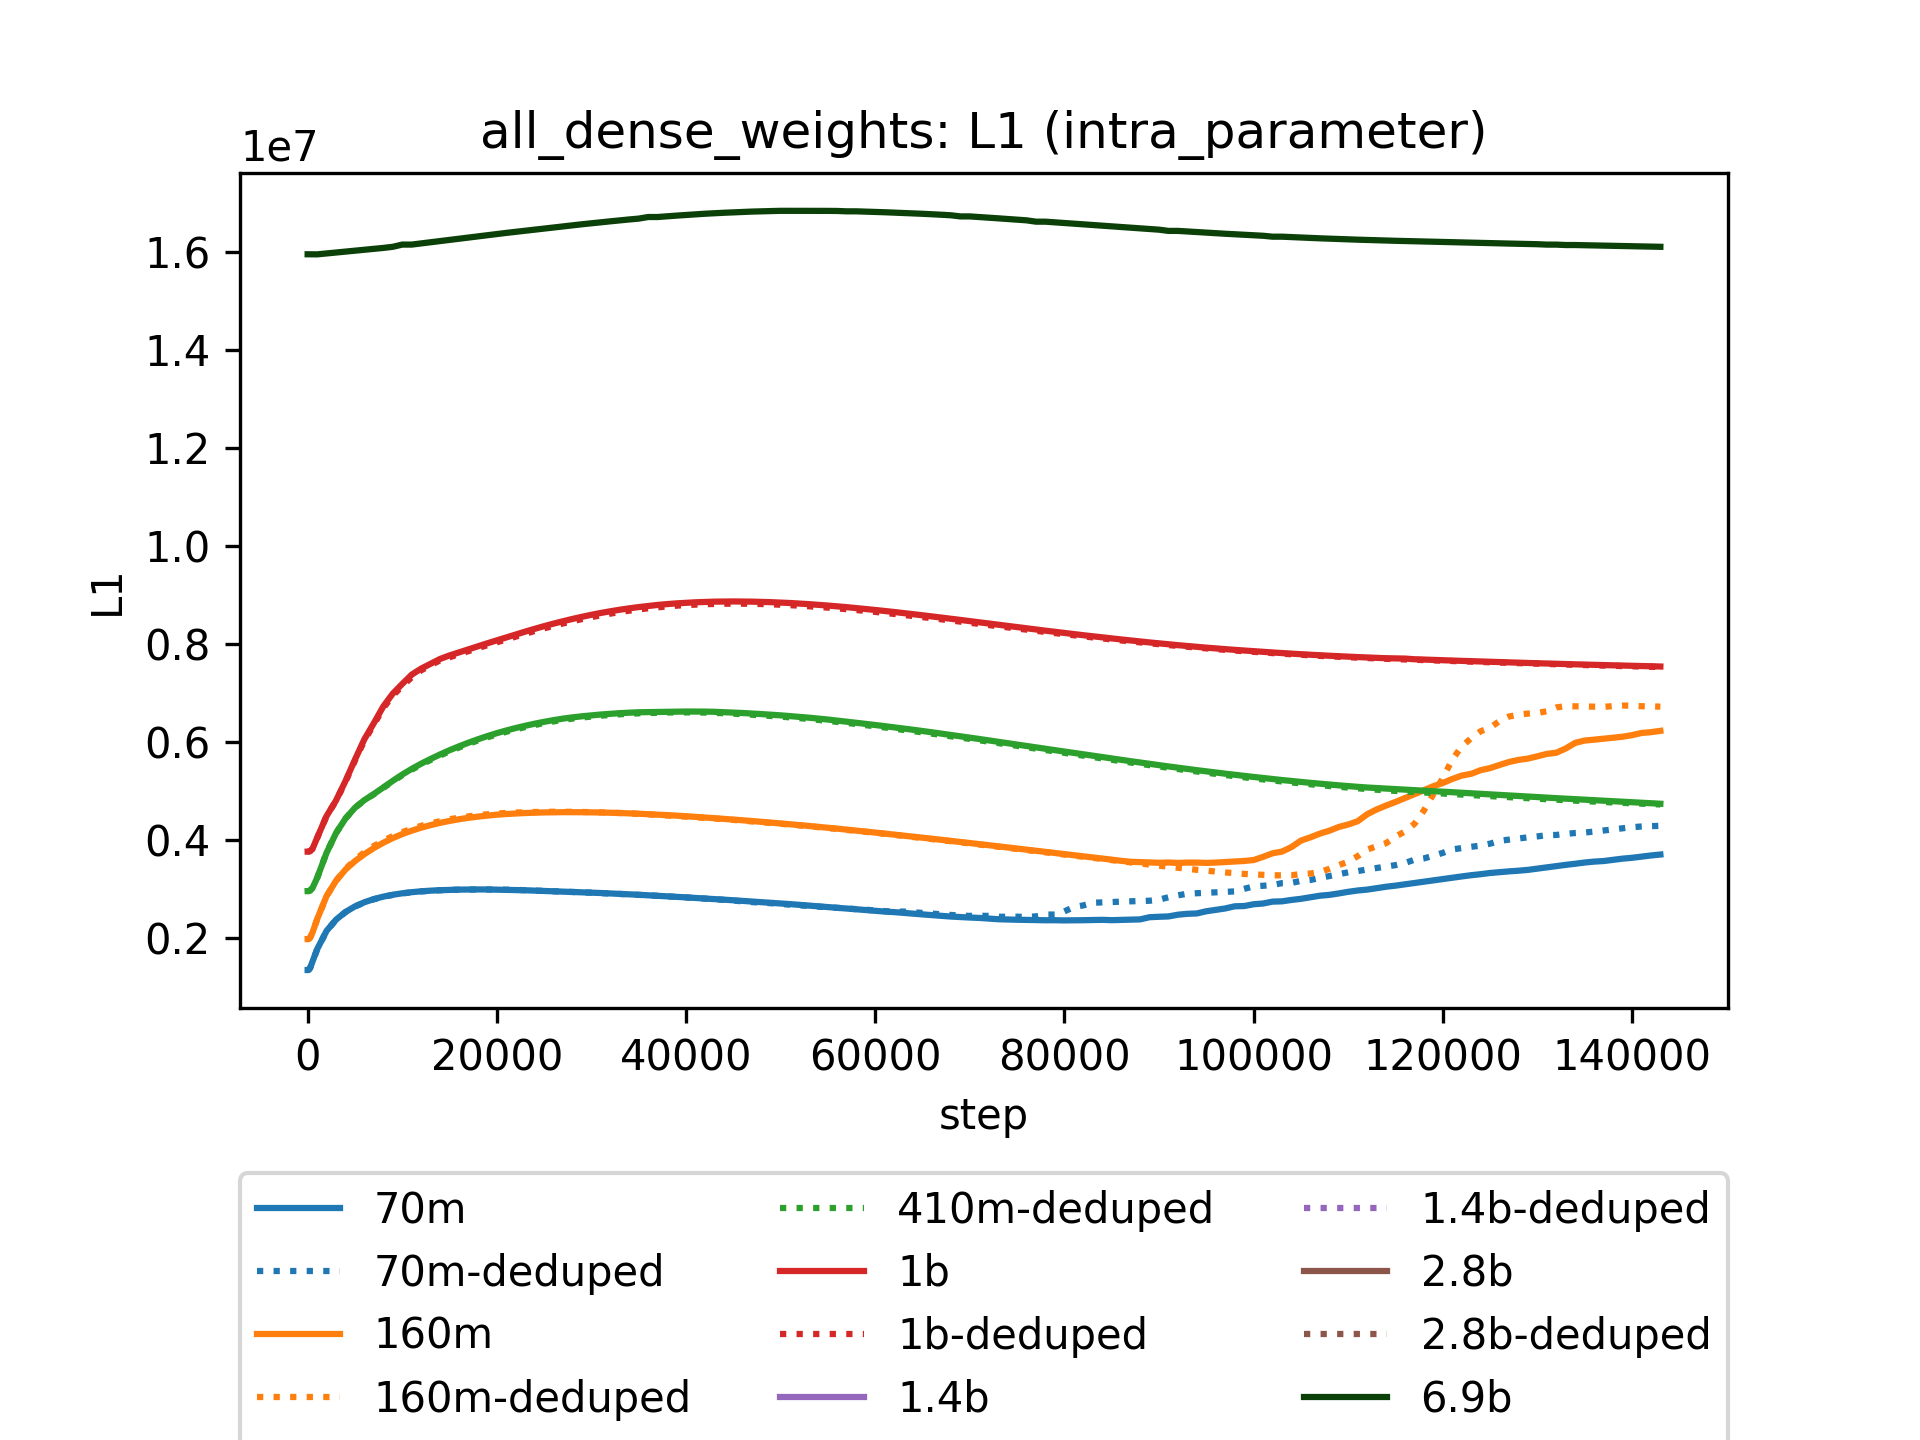 all_dense_weights: L1 (intra_parameter)
1e7
1.6
1.4
1.2
1.0
0.8
0.6
0.4
0.2
L1
0 20000 40000 60000 80000 100000 120000 140000
step
70m 410m-deduped 1.4b-deduped
70m-deduped 1b 2.8b
160m 1b-deduped 2.8b-deduped
160m-deduped 1.4b 6.9b